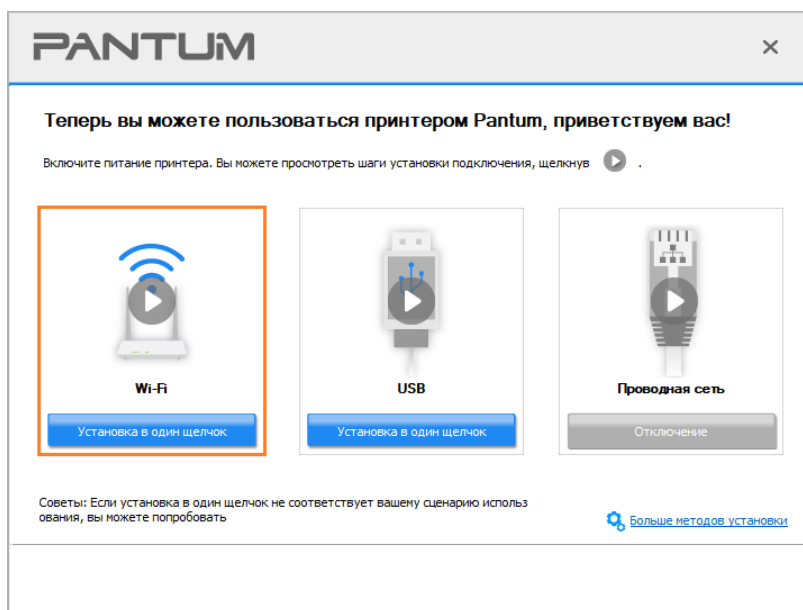 PANTUM
Теперь вы можете пользоваться принтером Pantum, приветствуем вас!
Включите питание принтера. Вы можете просмотреть шаги установки подключения, щелкнув .
Wi-Fi
USB
Проводная сеть
Установка в один щелчок
Установка в один щелчок
Отключение
Советы: Если установка в один щелчок не соответствует вашему сценарию использ
ования, вы можете попробовать
Больше методов установки